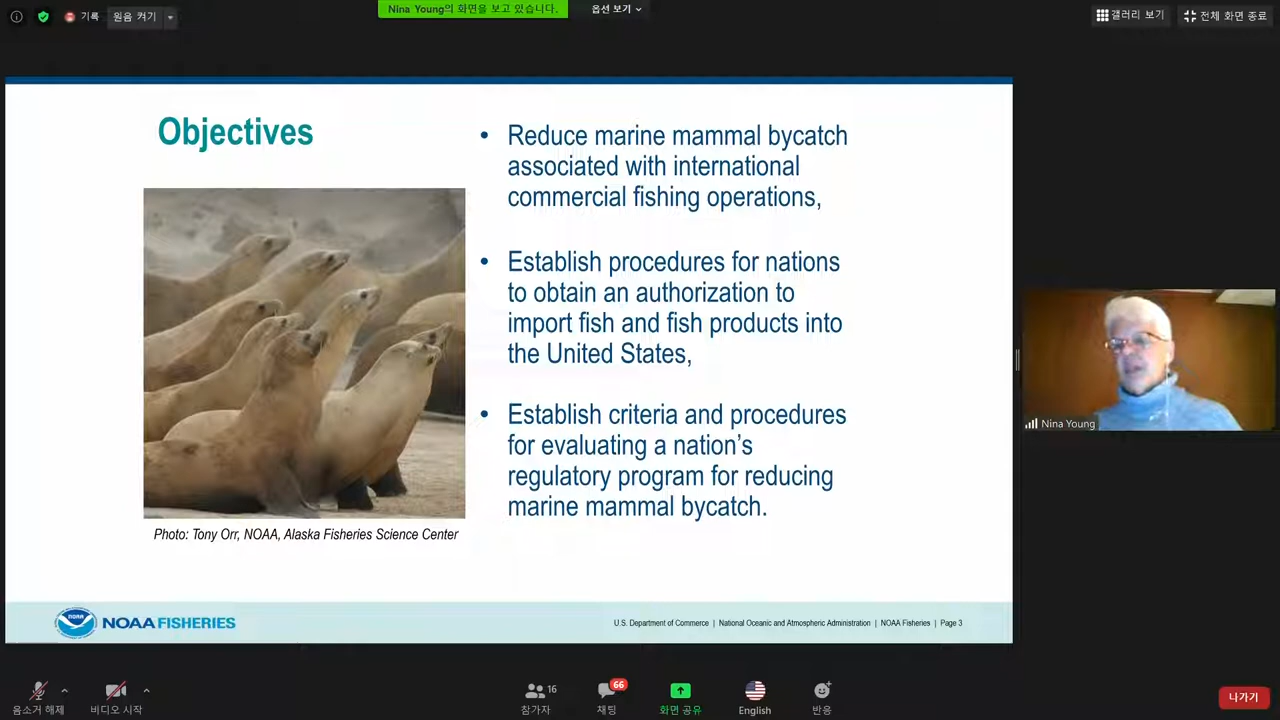 기록
원음 켜기
Nina Young의 화면을 보고 있습니다.
옵션 보기
갤러리 보기
전체 화면 종료
Objectives
• Reduce marine mammal bycatch
associated with international
commercial fishing operations,
• Establish procedures for nations
to obtain an authorization to
import fish and fish products into
the United States,
• Establish criteria and procedures
for evaluating a nation’s
regulatory program for reducing
marine mammal bycatch.
Photo: Tony Orr, NOAA, Alaska Fisheries Science Center
NOAA
NOAA FISHERIES
U.S. Department of Commerce | National Oceanic and Atmospheric Administration | NOAA Fisheries | Page 3
Nina Young
음소거 해제
비디오 시작
16
참가자
66
채팅
화면 공유
English
반응
나가기